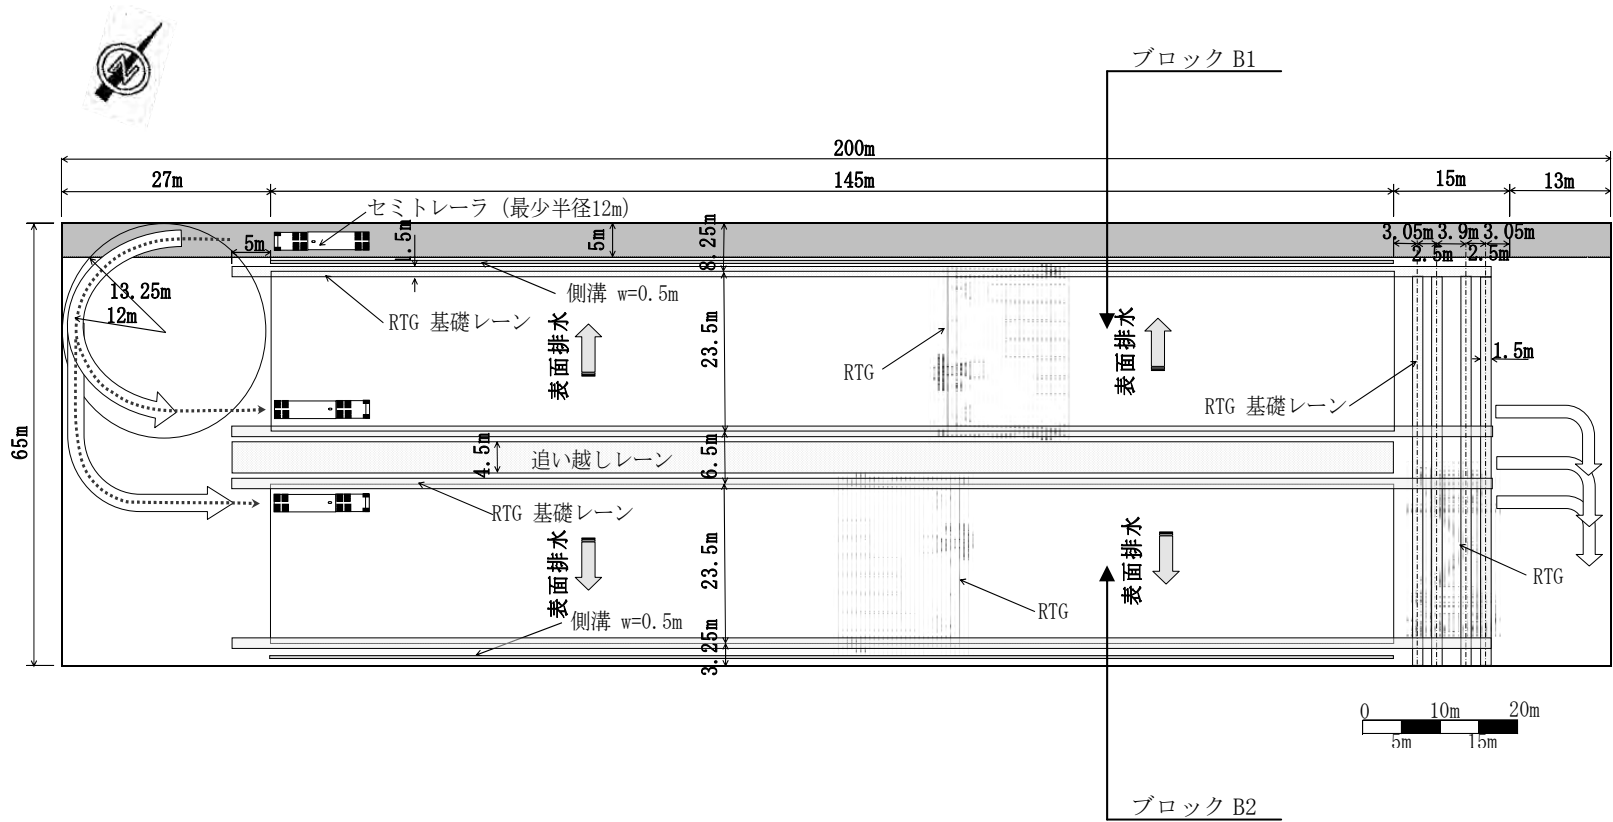 ブロック B1
200m
27m
145m
15m
13m
セミトレーラ (最少半径12m)
5m
1.5m
5m
8.25m
3.05m
3.9m
3.05m
2.5m
2.5m
側溝 w=0.5m
13.25m
12m
RTG 基礎レーン
表面排水
23.5m
RTG
表面排水
1.5m
RTG 基礎レーン
65m
4.5m
追い越しレーン
6.5m
RTG 基礎レーン
表面排水
23.5m
表面排水
RTG
RTG
側溝 w=0.5m
3.25m
0
10m
20m
5m
15m
ブロック B2